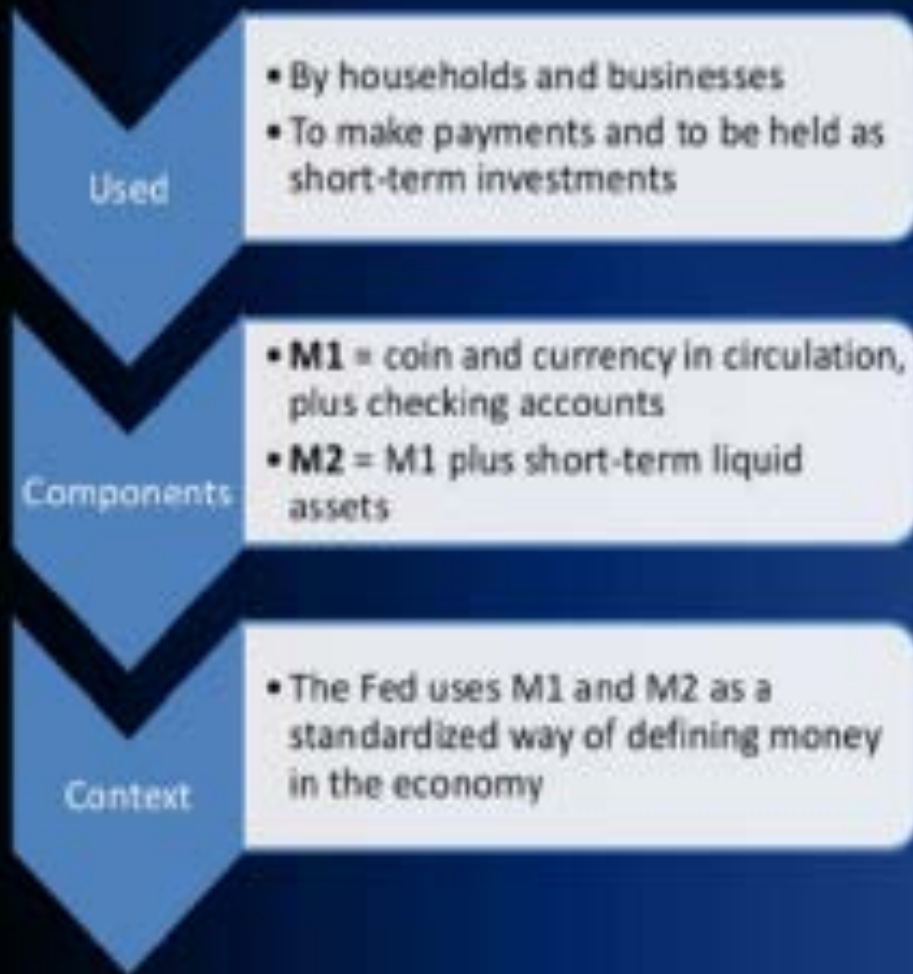 Used
• By households and businesses
• To make payments and to be held as
short-term investments
Components
• M1 = coin and currency in circulation,
plus checking accounts
• M2 = M1 plus short-term liquid
assets
Context
• The Fed uses M1 and M2 as a
standardized way of defining money
in the economy